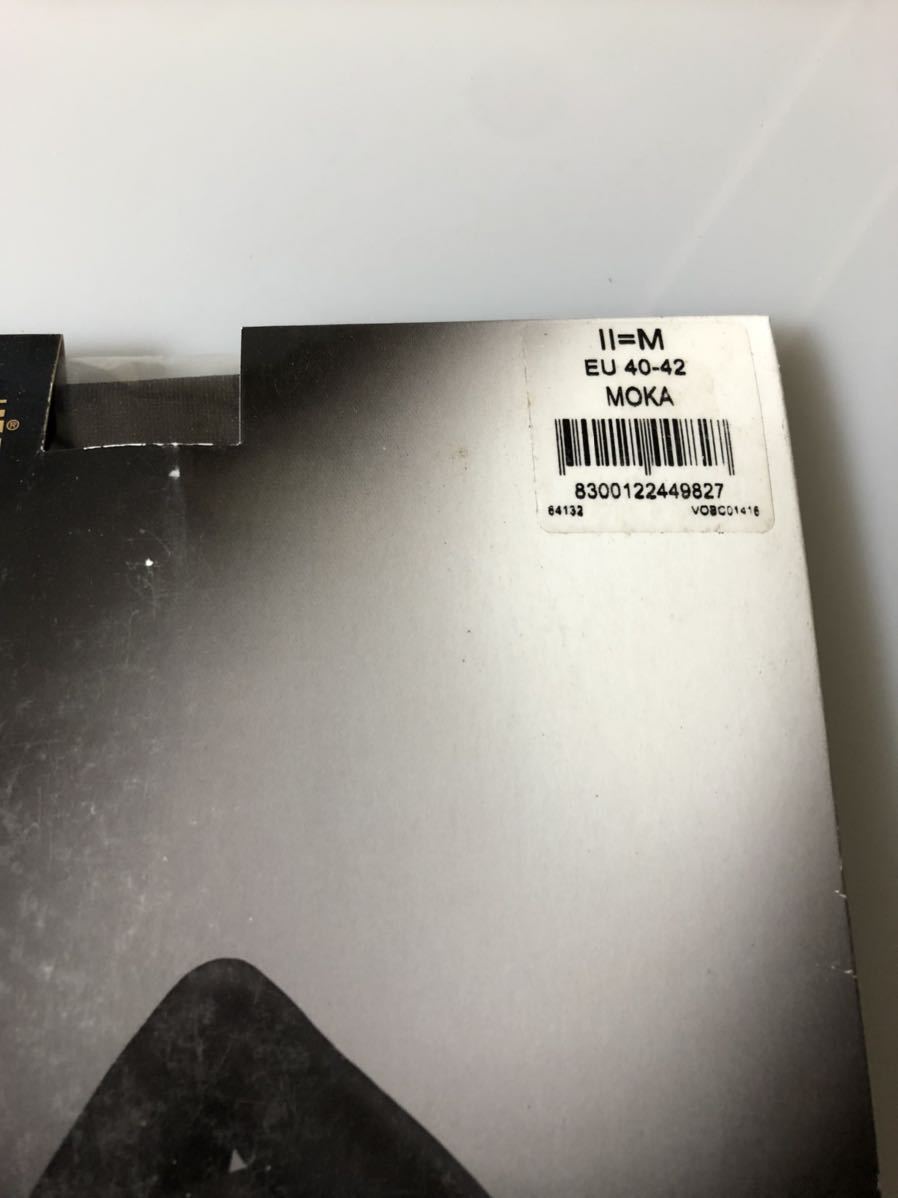 II=M
EU 40-42
MOKA
8300122449827
64132 VOBC01416
®